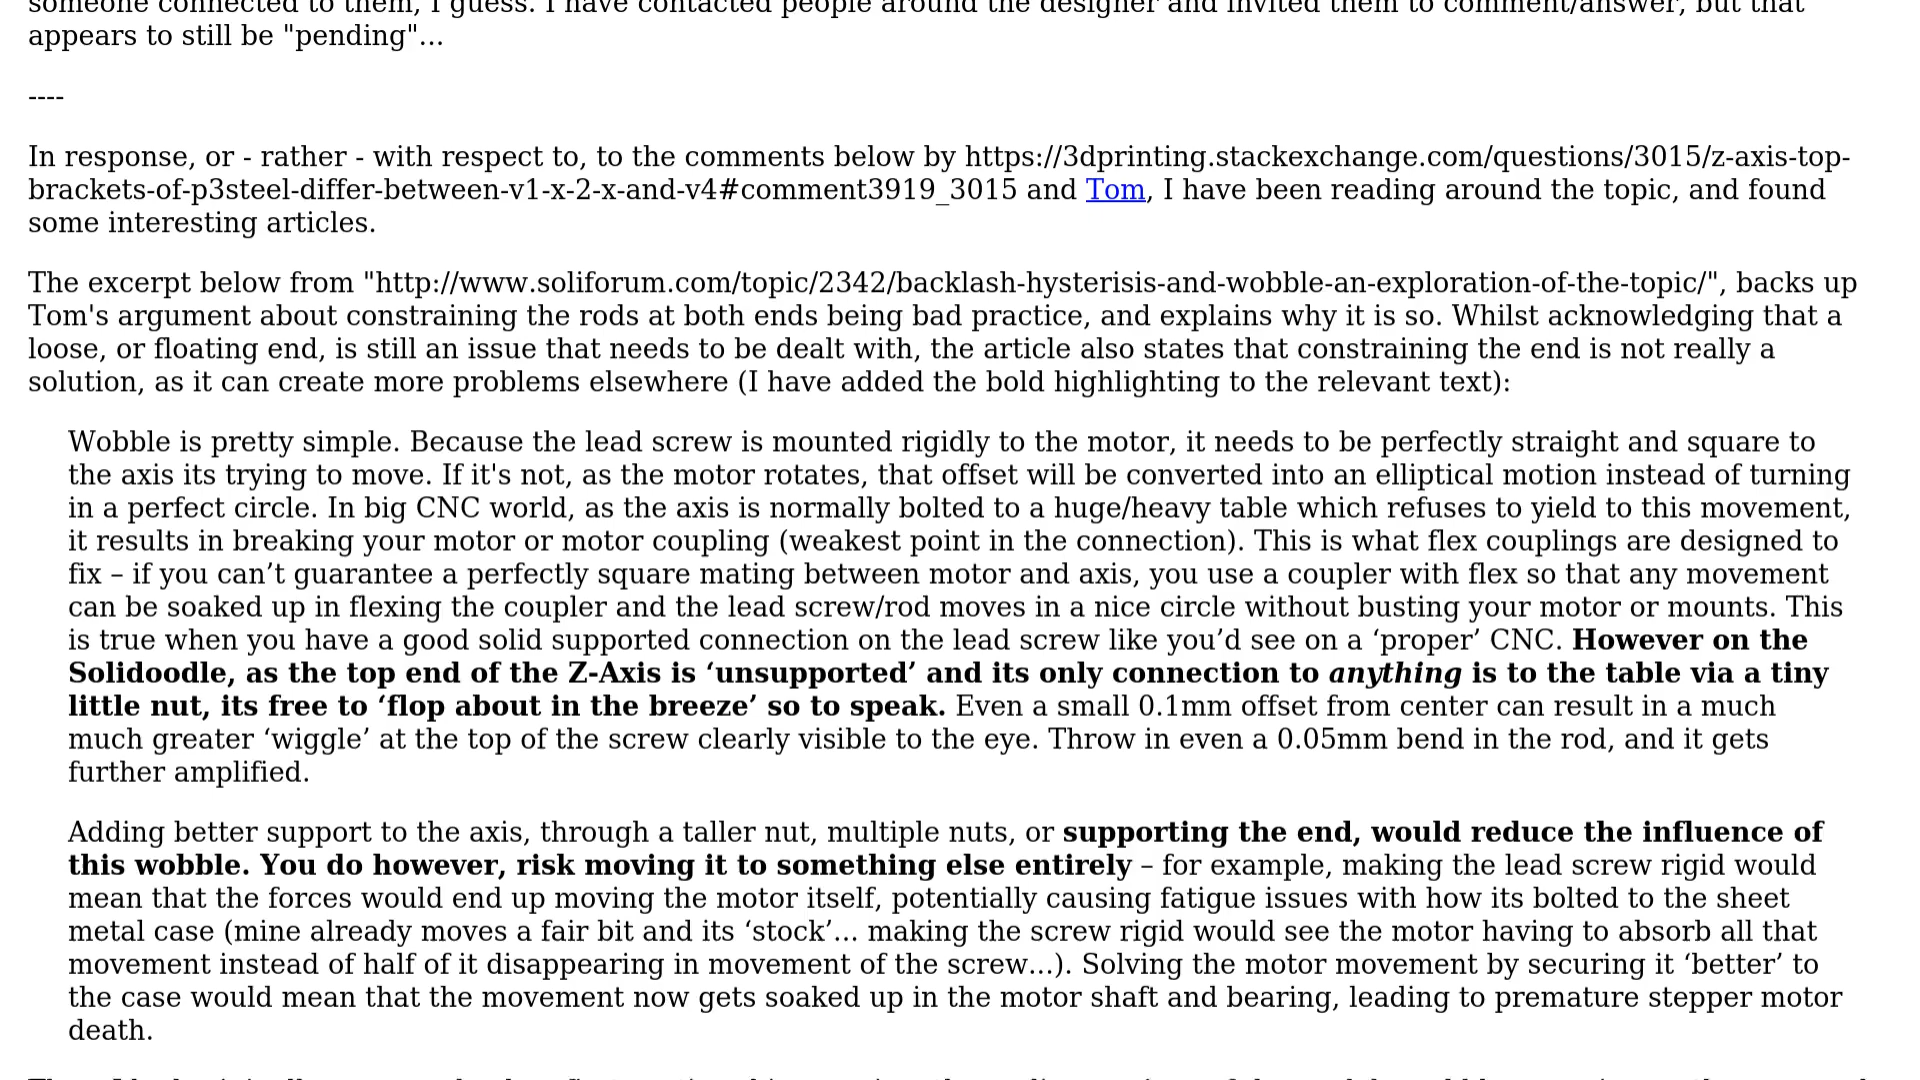 someone connected to them, I guess. I have contacted people around the designer and invited them to comment/answer, but that
appears to still be "pending"...
----
In response, or - rather - with respect to, to the comments below by https://3dprinting.stackexchange.com/questions/3015/z-axis-top-
brackets-of-p3steel-differ-between-v1-x-2-x-and-v4#comment3919_3015 and Tom, I have been reading around the topic, and found
some interesting articles.
The excerpt below from "http://www.soliforum.com/topic/2342/backlash-hysterisis-and-wobble-an-exploration-of-the-topic/", backs up
Tom's argument about constraining the rods at both ends being bad practice, and explains why it is so. Whilst acknowledging that a
loose, or floating end, is still an issue that needs to be dealt with, the article also states that constraining the end is not really a
solution, as it can create more problems elsewhere (I have added the bold highlighting to the relevant text):
Wobble is pretty simple. Because the lead screw is mounted rigidly to the motor, it needs to be perfectly straight and square to
the axis its trying to move. If it's not, as the motor rotates, that offset will be converted into an elliptical motion instead of turning
in a perfect circle. In big CNC world, as the axis is normally bolted to a huge/heavy table which refuses to yield to this movement,
it results in breaking your motor or motor coupling (weakest point in the connection). This is what flex couplings are designed to
fix – if you can’t guarantee a perfectly square mating between motor and axis, you use a coupler with flex so that any movement
can be soaked up in flexing the coupler and the lead screw/rod moves in a nice circle without busting your motor or mounts. This
is true when you have a good solid supported connection on the lead screw like you’d see on a ‘proper’ CNC. However on the
Solidoodle, as the top end of the Z-Axis is ‘unsupported’ and its only connection to anything is to the table via a tiny
little nut, its free to ‘flop about in the breeze’ so to speak. Even a small 0.1mm offset from center can result in a much
much greater ‘wiggle’ at the top of the screw clearly visible to the eye. Throw in even a 0.05mm bend in the rod, and it gets
further amplified.
Adding better support to the axis, through a taller nut, multiple nuts, or supporting the end, would reduce the influence of
this wobble. You do however, risk moving it to something else entirely – for example, making the lead screw rigid would
mean that the forces would end up moving the motor itself, potentially causing fatigue issues with how its bolted to the sheet
metal case (mine already moves a fair bit and its ‘stock’… making the screw rigid would see the motor having to absorb all that
movement instead of half of it disappearing in movement of the screw…). Solving the motor movement by securing it ‘better’ to
the case would mean that the movement now gets soaked up in the motor shaft and bearing, leading to premature stepper motor
death.